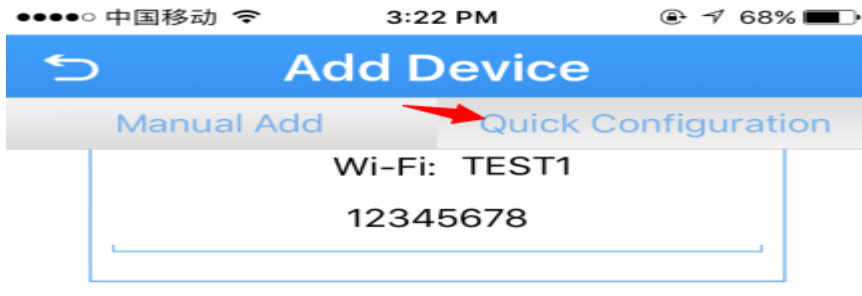 中国移动 3:22 PM 68%
Add Device
Manual Add Quick Configuration
Wi-Fi: TEST1
12345678